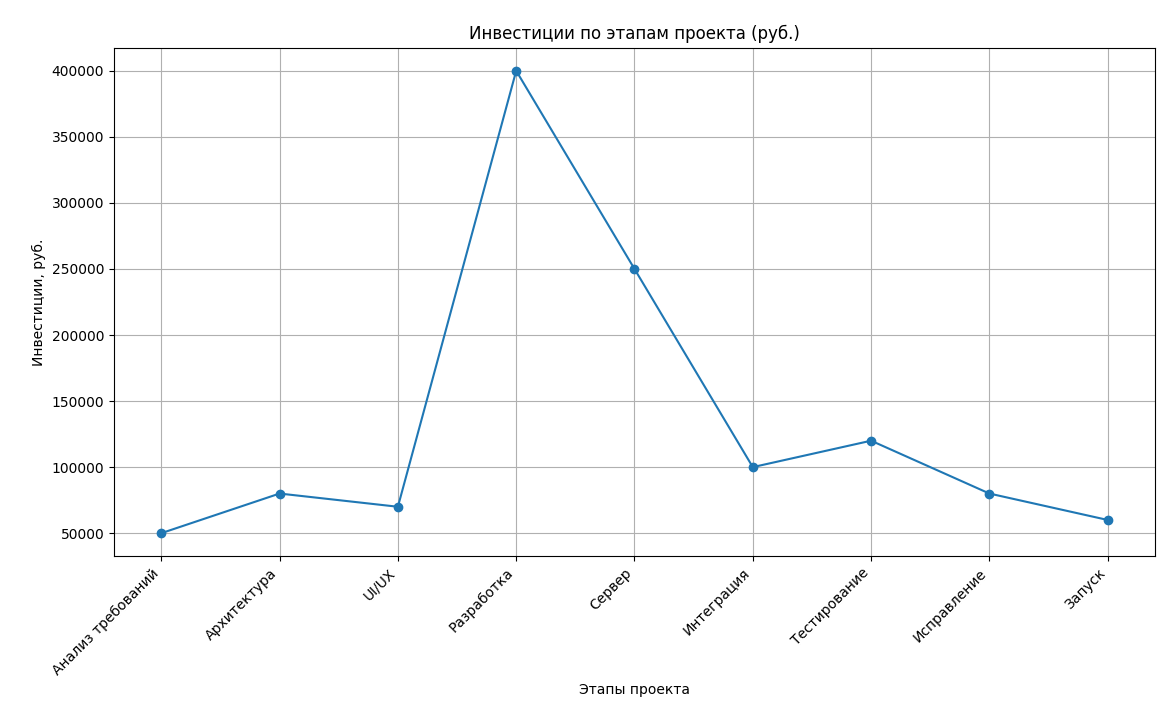 Инвестиции по этапам проекта (руб.)
Инвестиции, руб.
400000
350000
300000
250000
200000
150000
100000
50000
Анализ требований
Архитектура
UI/UX
Разработка
Сервер
Интеграция
Тестирование
Исправление
Запуск
Этапы проекта